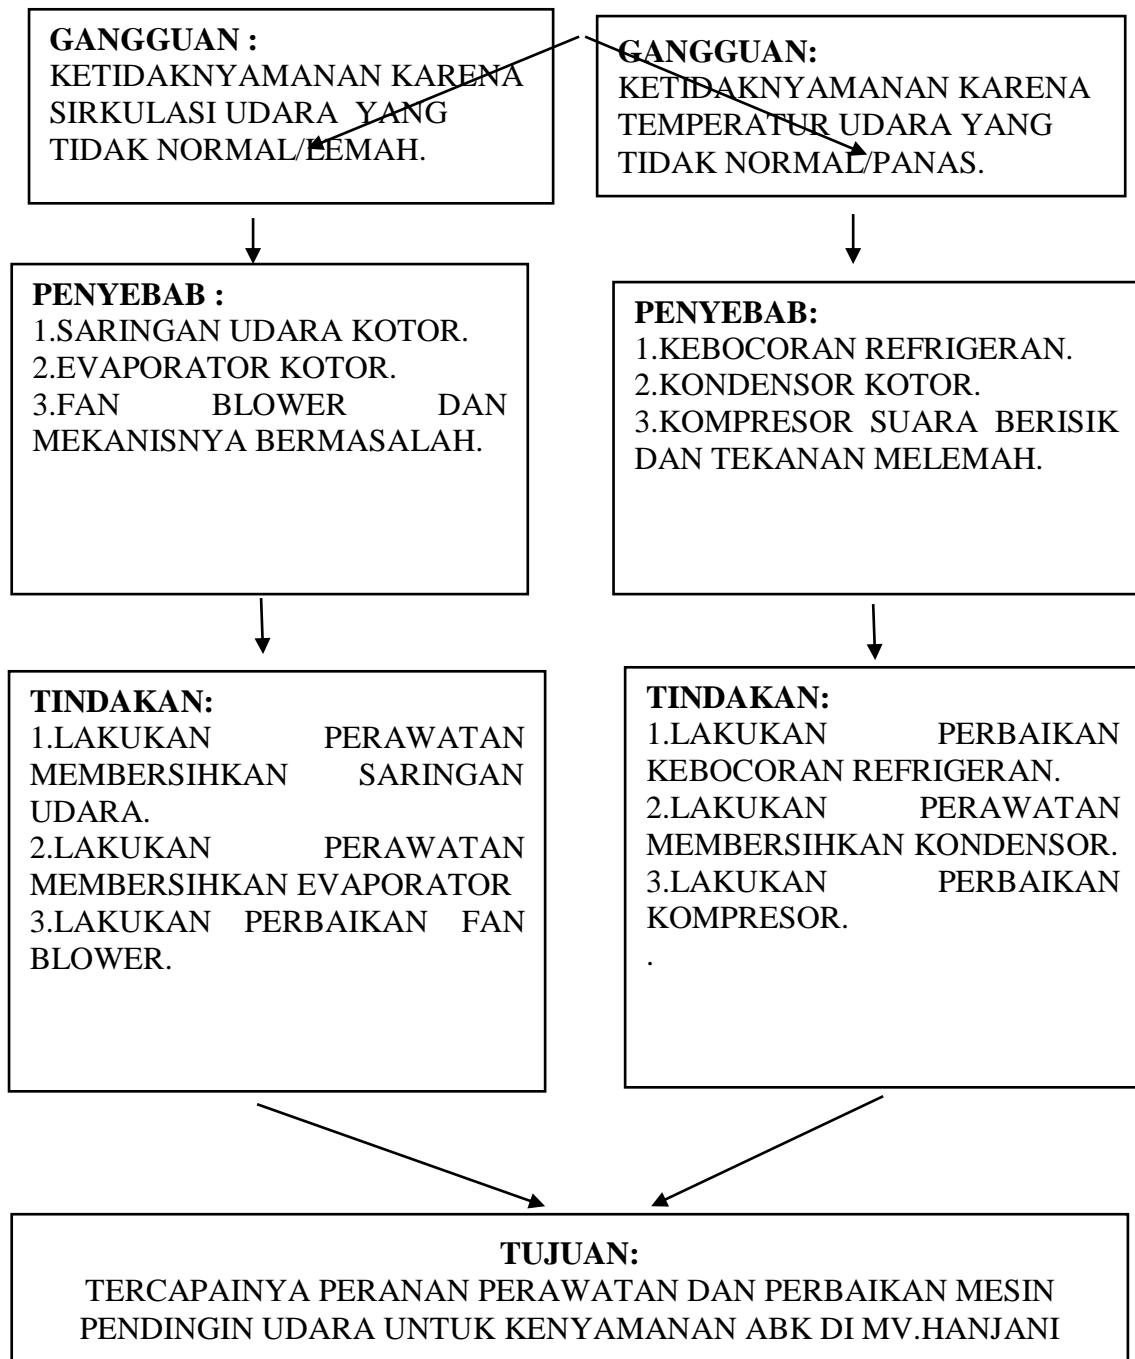 GANGGUAN :
KETIDAKNYAMANAN KARENA
SIRKULASI UDARA YANG
TIDAK NORMAL/LEMAH.
GANGGUAN:
KETIDAKNYAMANAN KARENA
TEMPERATUR UDARA YANG
TIDAK NORMAL/PANAS.
PENYEBAB :
1.SARINGAN UDARA KOTOR.
2.EVAPORATOR KOTOR.
3.FAN BLOWER DAN
MEKANISNYA BERMASALAH.
PENYEBAB:
1.KEBOCORAN REFRIGERAN.
2.KONDENSOR KOTOR.
3.KOMPRESOR SUARA BERISIK
DAN TEKANAN MELEMAH.
TINDAKAN:
1.LAKUKAN PERAWATAN
MEMBERSIHKAN SARINGAN
UDARA.
2.LAKUKAN PERAWATAN
MEMBERSIHKAN EVAPORATOR
3.LAKUKAN PERBAIKAN FAN
BLOWER.
TINDAKAN:
1.LAKUKAN PERBAIKAN
KEBOCORAN REFRIGERAN.
2.LAKUKAN PERAWATAN
MEMBERSIHKAN KONDENSOR.
3.LAKUKAN PERBAIKAN
KOMPRESOR.
.
TUJUAN:
TERCAPAINYA PERANAN PERAWATAN DAN PERBAIKAN MESIN
PENDINGIN UDARA UNTUK KENYAMANAN ABK DI MV.HANJANI